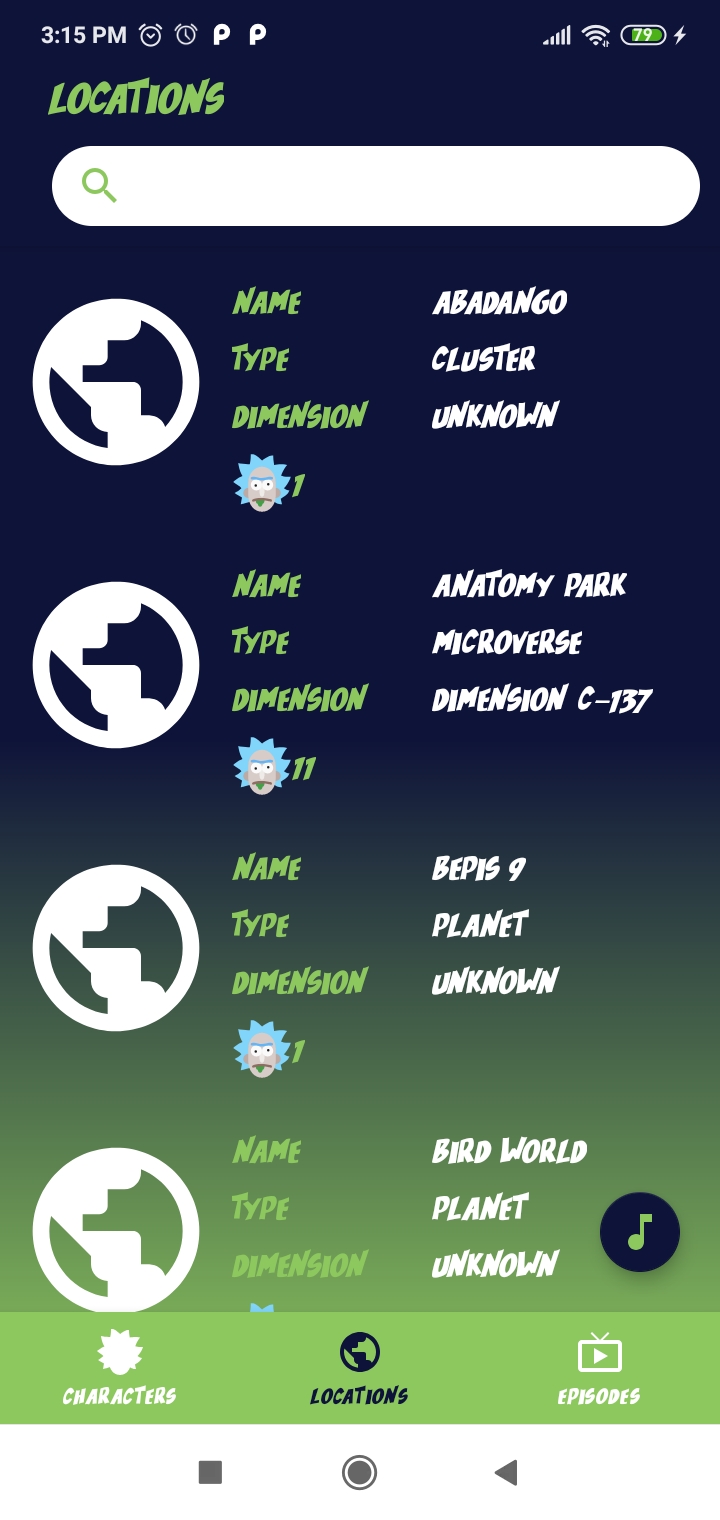 3:15 PM 79
LOCATIONS
NAME ABADANGO
TYPE CLUSTER
DIMENSION UNKNOWN
1
NAME ANATOMY PARK
TYPE MICROVERSE
DIMENSION DIMENSION C-137
11
NAME BEPIS 9
TYPE PLANET
DIMENSION UNKNOWN
1
NAME BIRD WORLD
TYPE PLANET
DIMENSION UNKNOWN
CHARACTERS LOCATIONS EPISODES